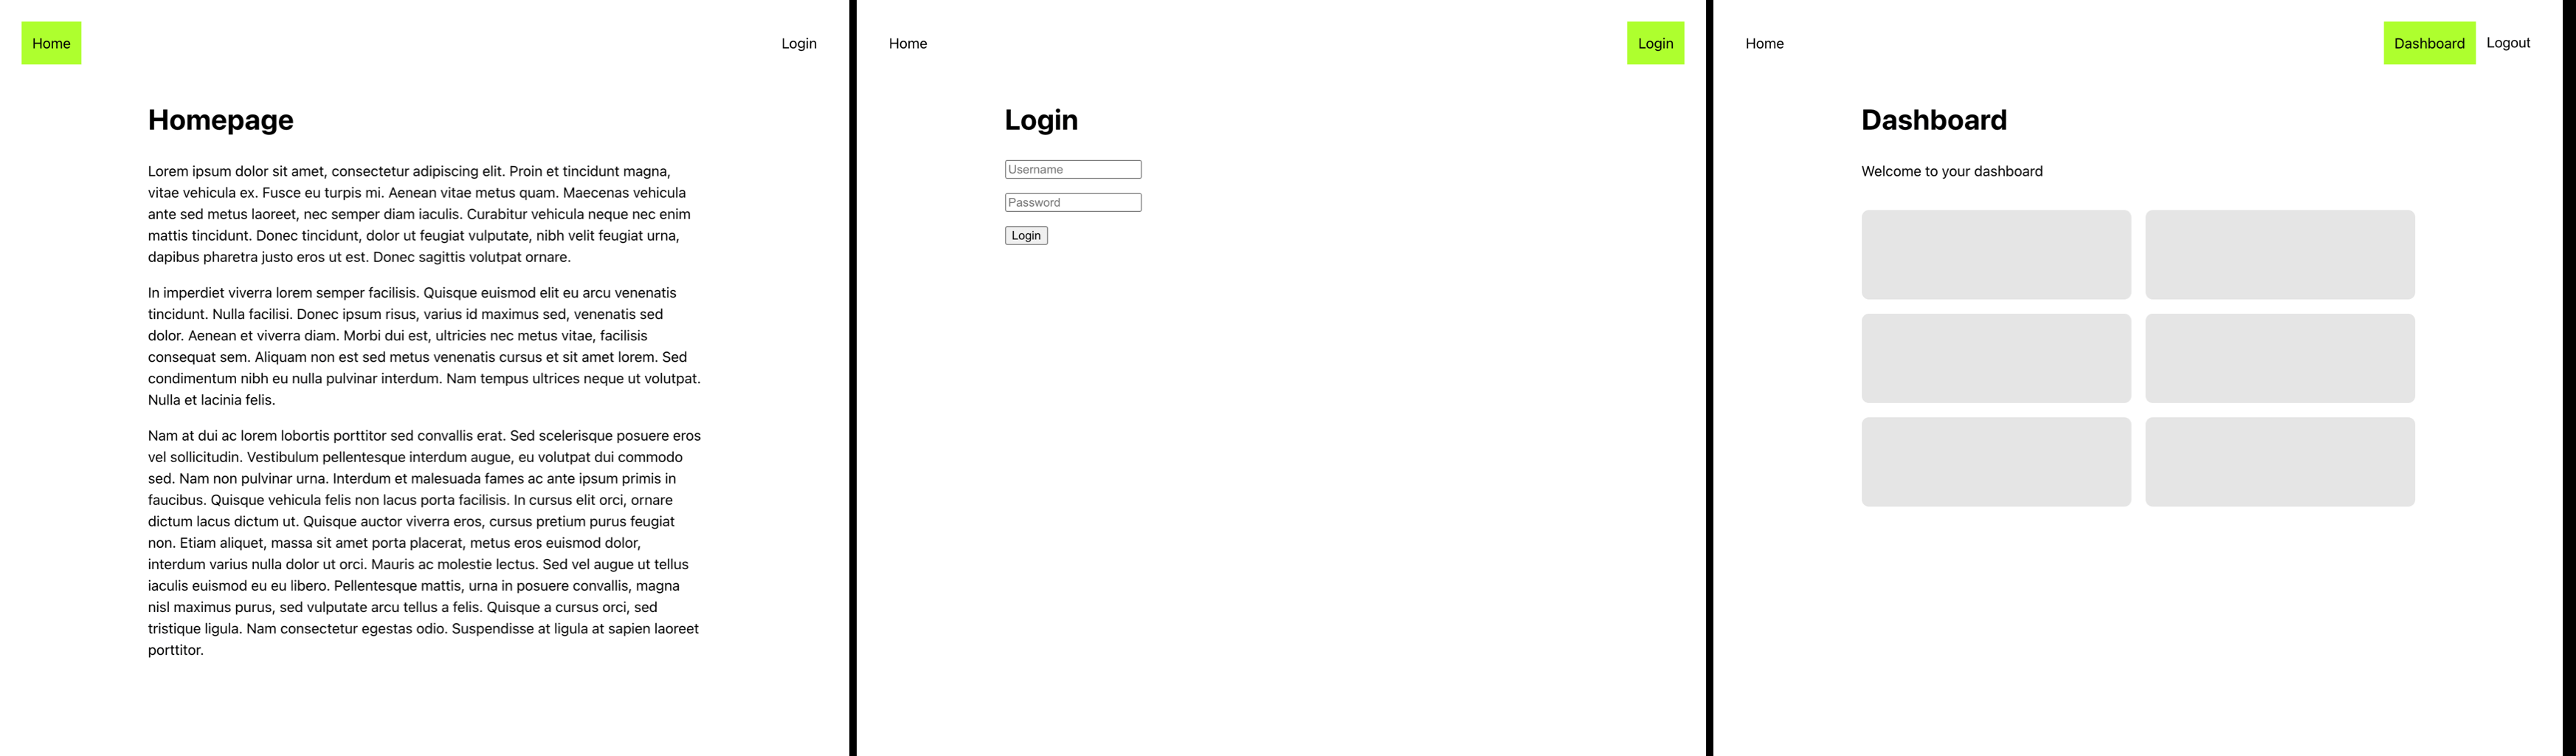 Home
Login
Homepage
Lorem ipsum dolor sit amet, consectetur adipiscing elit. Proin et tincidunt magna,
vitae vehicula ex. Fusce eu turpis mi. Aenean vitae metus quam. Maecenas vehicula
ante sed metus laoreet, nec semper diam iaculis. Curabitur vehicula neque nec enim
mattis tincidunt. Donec tincidunt, dolor ut feugiat vulputate, nibh velit feugiat urna,
dapibus pharetra justo eros ut est. Donec sagittis volutpat ornare.
In imperdiet viverra lorem semper facilisis. Quisque euismod elit eu arcu venenatis
tincidunt. Nulla facilisi. Donec ipsum risus, varius id maximus sed, venenatis sed
dolor. Aenean et viverra diam. Morbi dui est, ultricies nec metus vitae, facilisis
consequat sem. Aliquam non est sed metus venenatis cursus et sit amet lorem. Sed
condimentum nibh eu nulla pulvinar interdum. Nam tempus ultrices neque ut volutpat.
Nulla et lacinia felis.
Nam at dui ac lorem lobortis porttitor sed convallis erat. Sed scelerisque posuere eros
vel sollicitudin. Vestibulum pellentesque interdum augue, eu volutpat dui commodo
sed. Nam non pulvinar urna. Interdum et malesuada fames ac ante ipsum primis in
faucibus. Quisque vehicula felis non lacus porta facilisis. In cursus elit orci, ornare
dictum lacus dictum ut. Quisque auctor viverra eros, cursus pretium purus feugiat
non. Etiam aliquet, massa sit amet porta placerat, metus eros euismod dolor,
interdum varius nulla dolor ut orci. Mauris ac molestie lectus. Sed vel augue ut tellus
iaculis euismod eu eu libero. Pellentesque mattis, urna in posuere convallis, magna
nisl maximus purus, sed vulputate arcu tellus a felis. Quisque a cursus orci, sed
tristique ligula. Nam consectetur egestas odio. Suspendisse at ligula at sapien laoreet
porttitor.
Home
Login
Login
Username
Password
Login
Home
Dashboard
Logout
Dashboard
Welcome to your dashboard